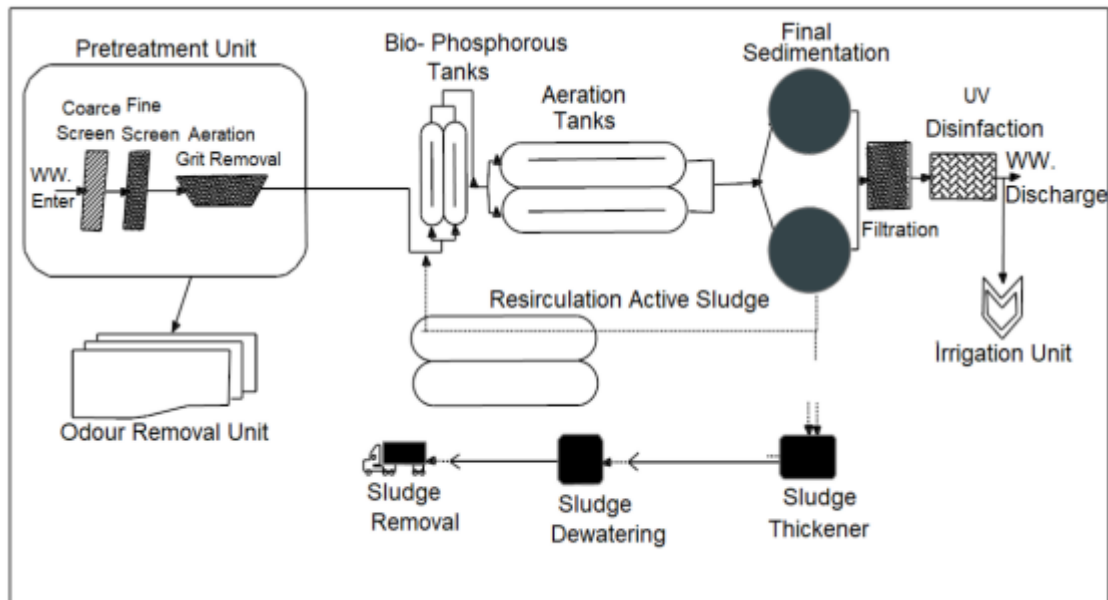 Pretreatment Unit
Coarce Fine
Screen Screen Aeration
Grit Removal
WW.
Enter
Odour Removal Unit
Bio- Phosphorous
Tanks
Aeration
Tanks
Final
Sedimentation
UV
Disinfaction
WW.
Discharge
Filtration
İrrigation Unit
Resirculation Active Sludge
Sludge
Removal
Sludge
Dewatering
Sludge
Thickener